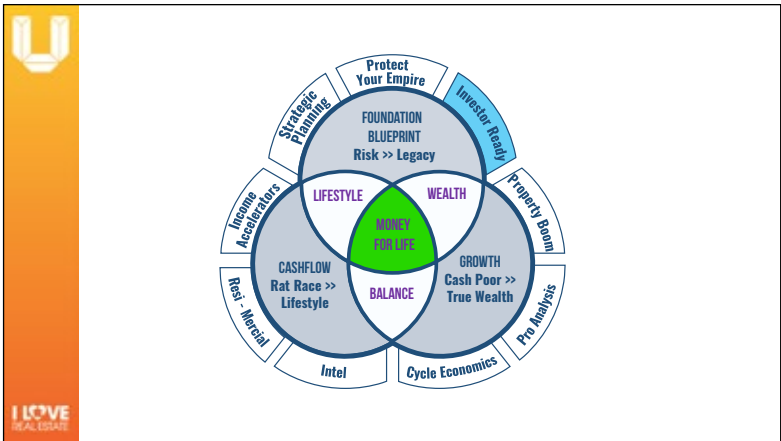 U
Protect
Your Empire
Strategic
Planning
Investor Ready
FOUNDATION
BLUEPRINT
Risk >> Legacy
LIFESTYLE
WEALTH
Income
Accelerators
Property Boom
MONEY
FOR LIFE
CASHFLOW
Rat Race >>
Lifestyle
GROWTH
Cash Poor >>
True Wealth
BALANCE
Resi - Mercial
Pro Analysis
Intel
Cycle Economics
I LOVE
REAL ESTATE